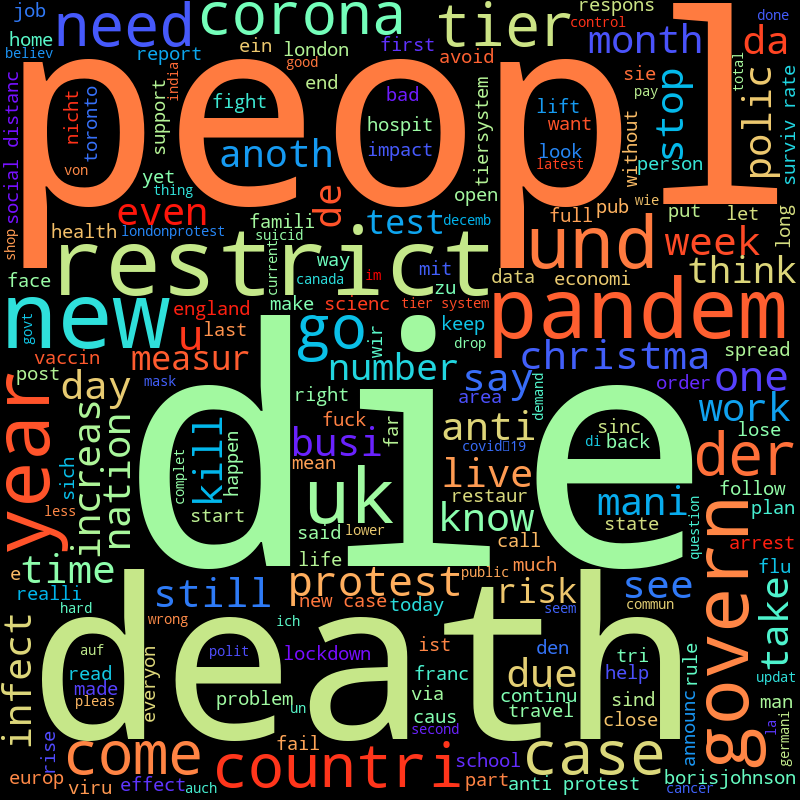 job
need
corona
tier
respons
control
done
home
believ
report
ein
london
first
avoid
month
da
india
good
end
sie
total
peopl
social distanc
nicht
toronto
support
fight
bad
hospit
impact
tiersystem
lift
want
look
latest
without
pay
stop
person
polic
surviv rate
von
yet
thing
anoth
open
wie
even
de
test
decemb
full
pub
put
let
long
shop
health
londonprotest
famili
suicid
restrict
und
week
think
face
current
canada
way
im
mit
zu
data
economi
new
govt
england
u
last
make
scienc
tier system
keep
drop
pandem
vaccin
measur
go
wir
number
christma
spread
post
mask
day
say
area
order
one
year
right
demand
work
increas
nation
fuck
far
anti
sinc
di
back
lose
kill
busi
mean
covid19
live
der
sich
complet
happen
die
restaur
follow
less
start
uk
know
mani
state
plan
question
said
call
arrest
time
e
life
lower
much
flu
realli
protest
public
risk
see
govern
take
hard
still
new case
today
seem
commun
infect
wrong
ich
death
auf
everyon
polit
lockdown
ist
den
tri
rule
read
franc
due
help
updat
made
pleas
problem
un
via
continu
sind
announc
man
caus
travel
close
la
germani
rise
come
fail
second
case
europ
viru
effect
auch
countri
school
part
anti protest
borisjohnson
cancer